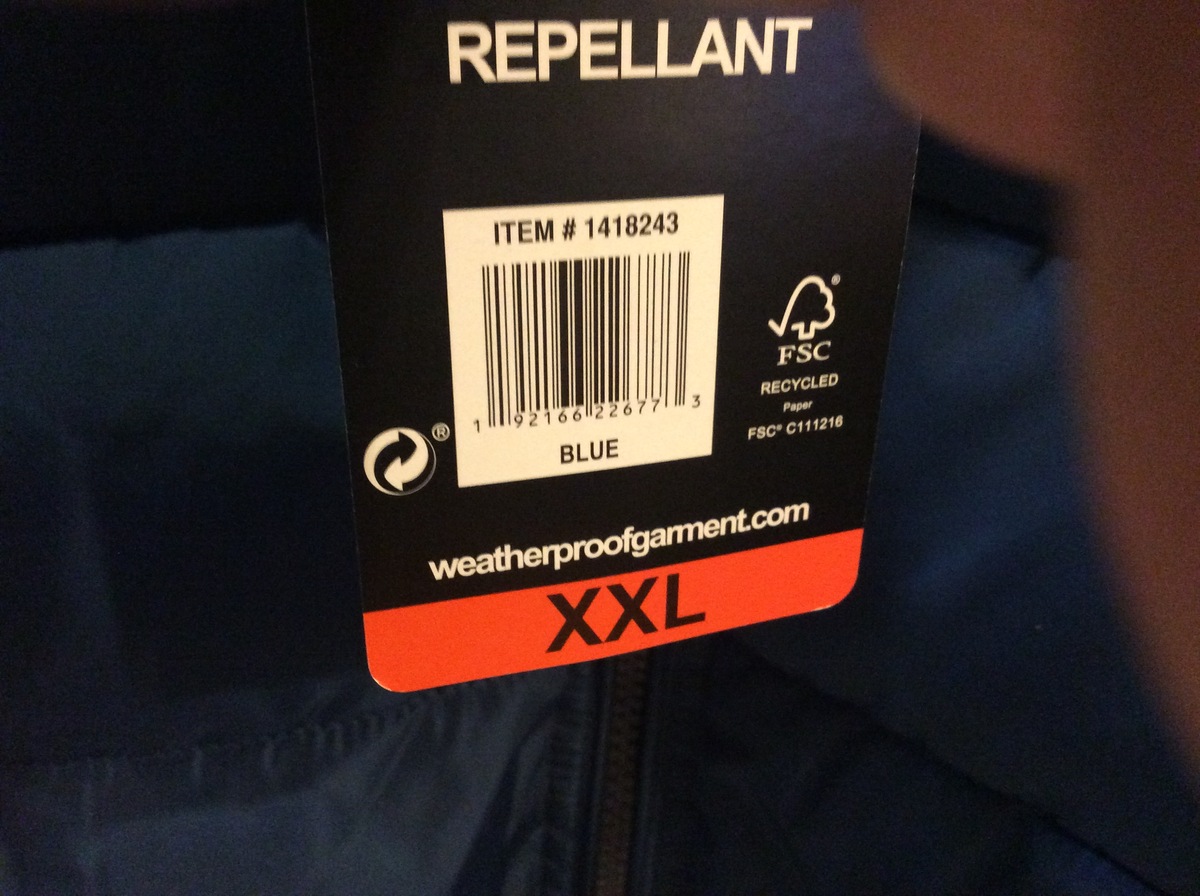 REPELLANT
ITEM # 1418243
1 92166 22677 3
BLUE
®
FSC
®
RECYCLED
Paper
FSC® C111216
weatherproofgarment.com
XXL